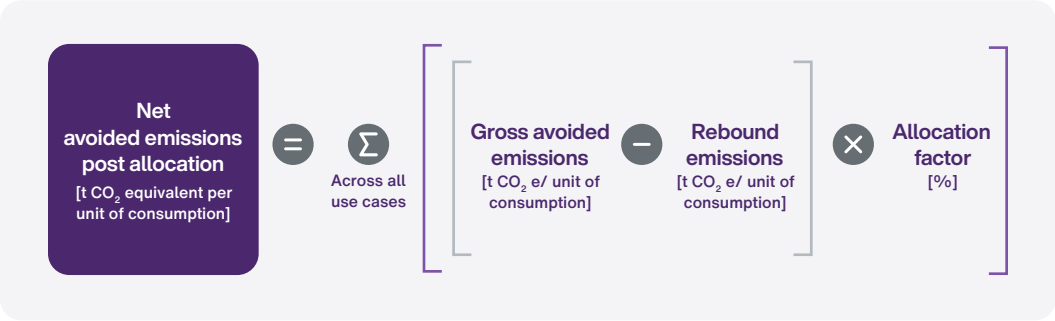 Net
avoided emissions
post allocation
[t CO₂ equivalent per
unit of consumption]
=
Σ
Across all
use cases
Gross avoided
emissions
[t CO₂ e/ unit of
consumption]
−
Rebound
emissions
[t CO₂ e/ unit of
consumption]
×
Allocation
factor
[%]